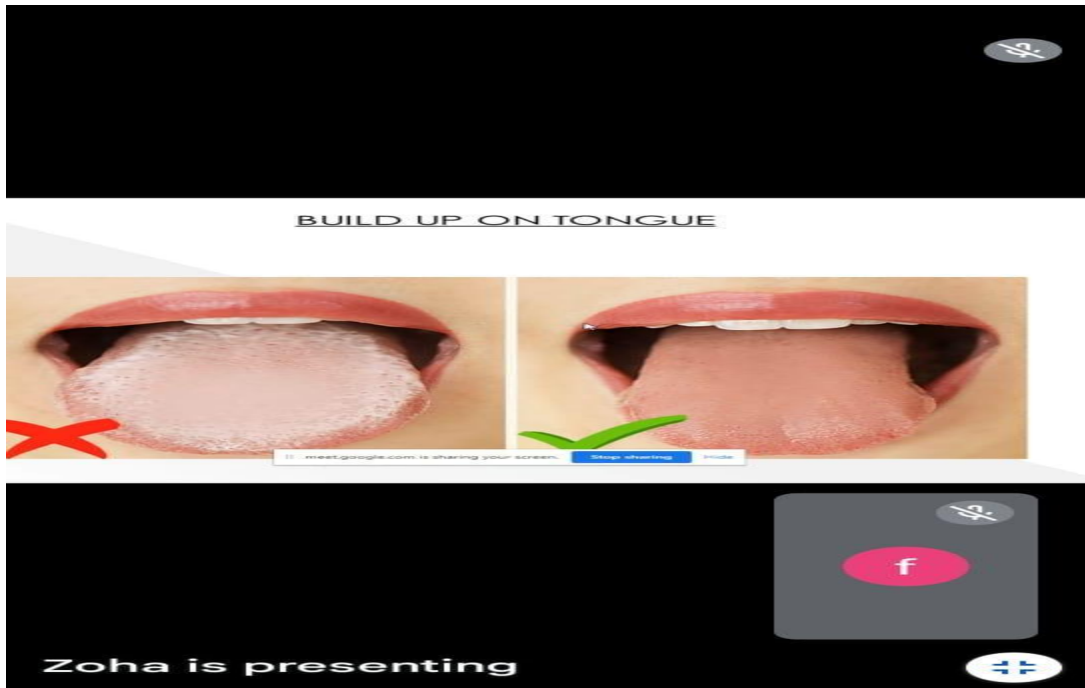 BUILD UP ON TONGUE
meet.google.com is sharing your screen. Stop sharing Hide
f
Zoha is presenting